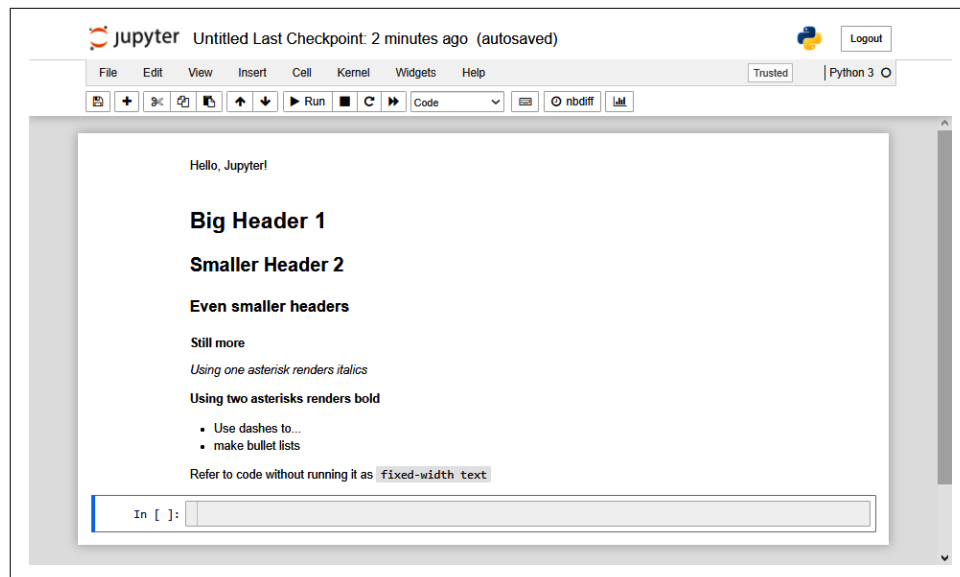 jupyter Untitled Last Checkpoint: 2 minutes ago (autosaved) Logout
File Edit View Insert Cell Kernel Widgets Help Trusted Python 3
Run Code nbdiff
Hello, Jupyter!
Big Header 1
Smaller Header 2
Even smaller headers
Still more
Using one asterisk renders italics
Using two asterisks renders bold
Use dashes to...
make bullet lists
Refer to code without running it as fixed-width text
In [ ]: